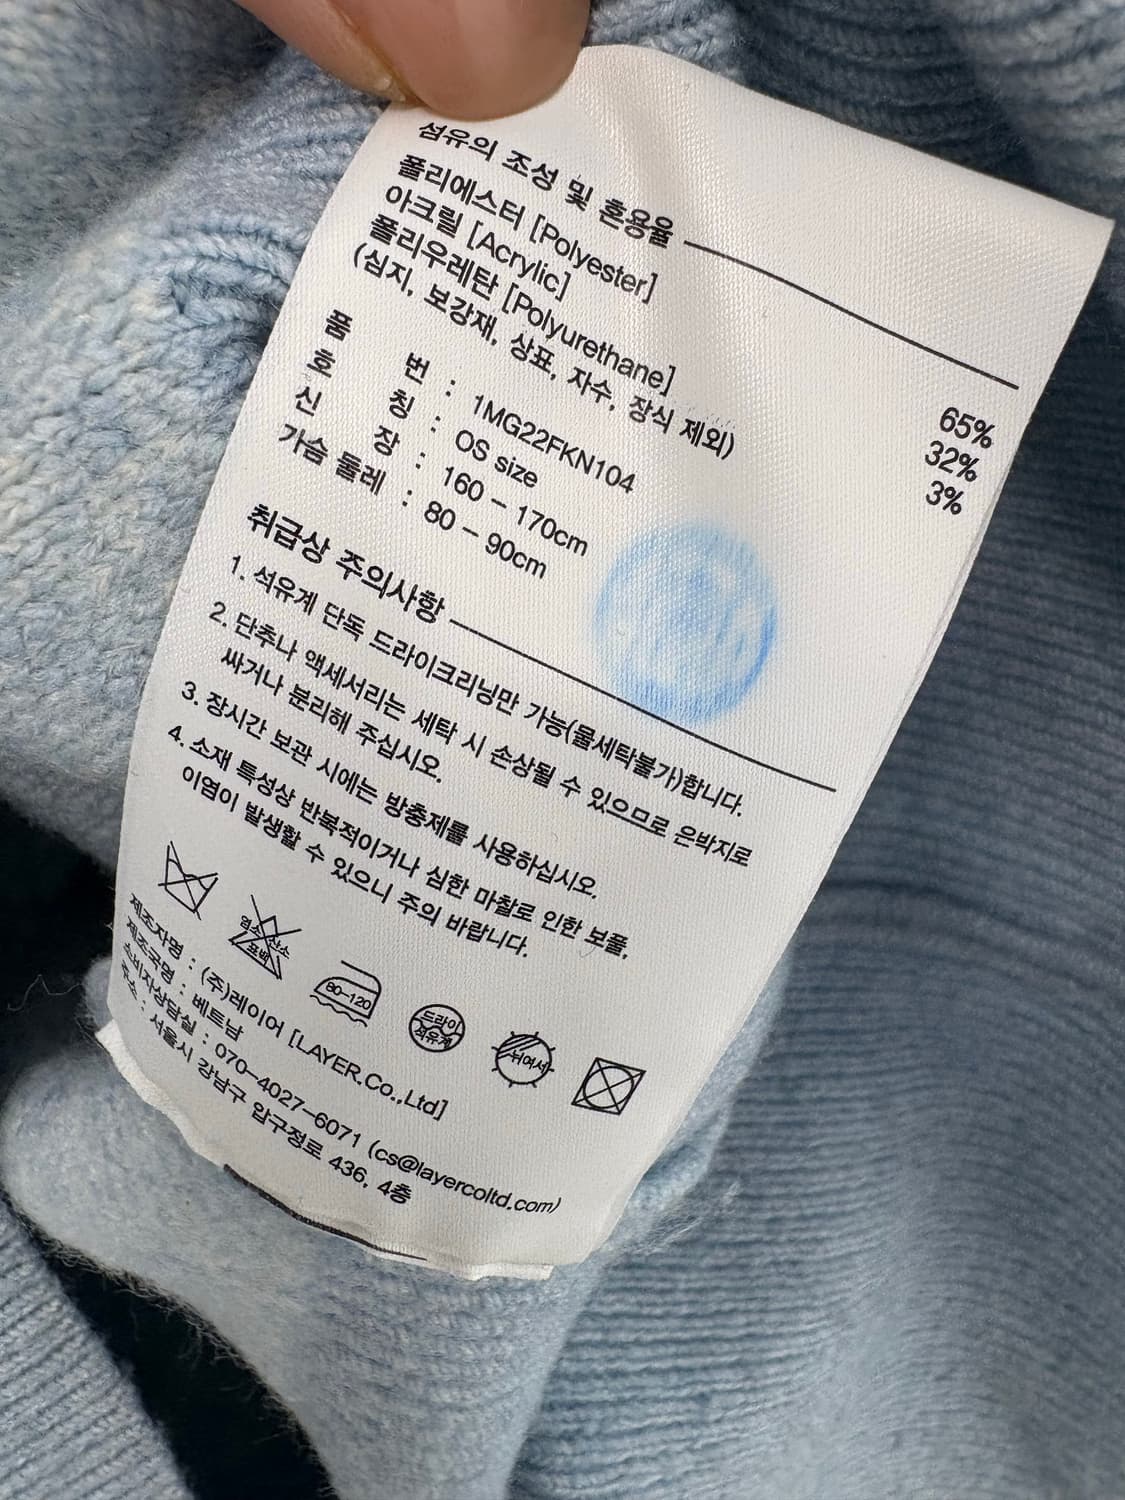 섬유의 조성 및 혼용율
폴리에스터 [Polyester] 65%
아크릴 [Acrylic] 32%
폴리우레탄 [Polyurethane] 3%
(심지, 보강재, 상표, 자수, 장식 제외)
품 번 : 1MG22FKN104
호 칭 : OS size
신 장 : 160 – 170cm
가슴 둘레 : 80 – 90cm
취급상 주의사항
1. 석유계 단독 드라이크리닝만 가능(물세탁불가)합니다.
2. 단추나 액세서리는 세탁 시 손상될 수 있으므로 은박지로
싸거나 분리해 주십시오.
3. 장시간 보관 시에는 방충제를 사용하십시오.
4. 소재 특성상 반복적이거나 심한 마찰로 인한 보풀,
이염이 발생할 수 있으니 주의 바랍니다.
염소 산소
표백
80-120
드라이
석유계
뉘여서
제조자명 : (주)레이어 [LAYER.Co.,Ltd]
제조국명 : 베트남
소비자상담실 : 070-4027-6071 (cs@layercoltd.com)
주소 : 서울시 강남구 압구정로 436, 4층